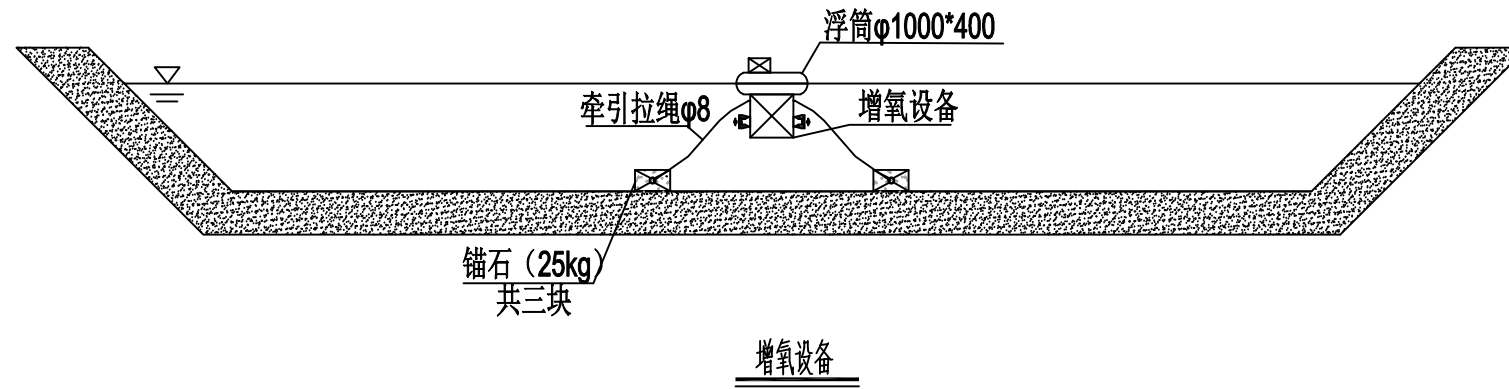 浮筒φ1000*400
牵引拉绳φ8
增氧设备
锚石（25kg）
共三块
增氧设备